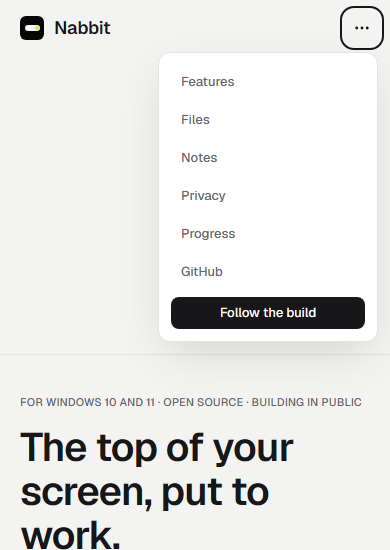 Nabbit
Features
Files
Notes
Privacy
Progress
GitHub
Follow the build
FOR WINDOWS 10 AND 11 · OPEN SOURCE · BUILDING IN PUBLIC
The top of your
screen, put to
work.